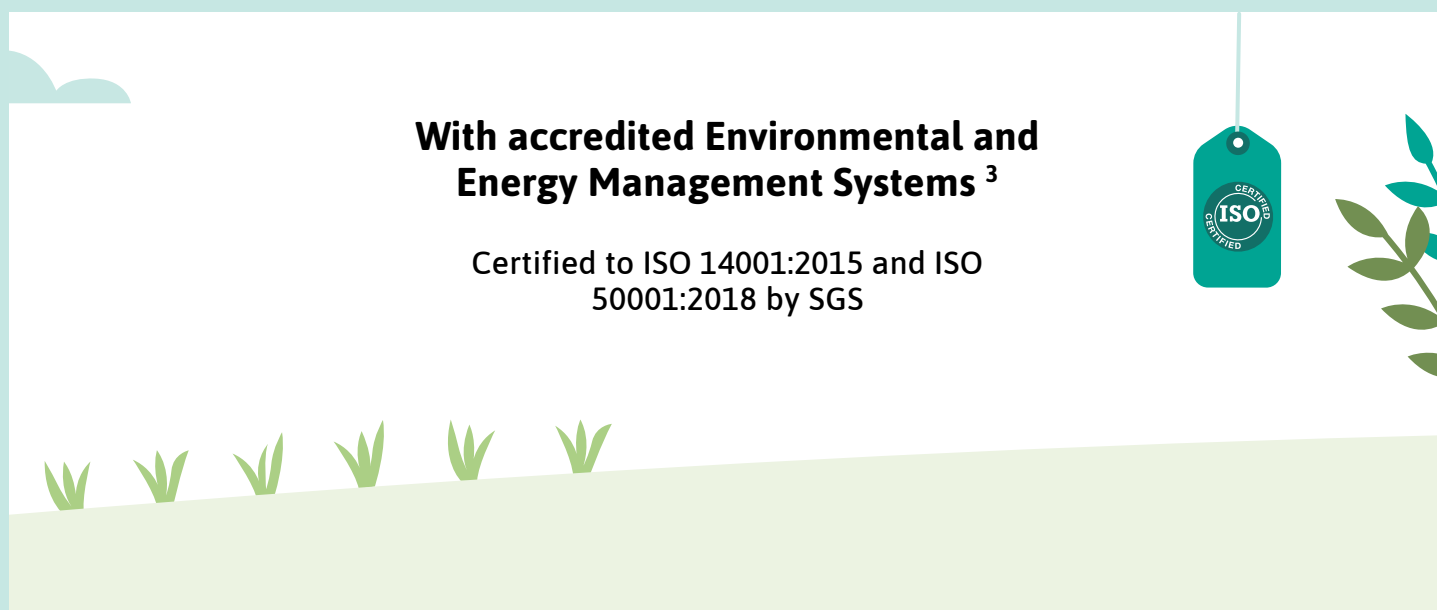 With accredited Environmental and
Energy Management Systems ³
Certified to ISO 14001:2015 and ISO
50001:2018 by SGS
CERTIFIED
ISO
CERTIFIED